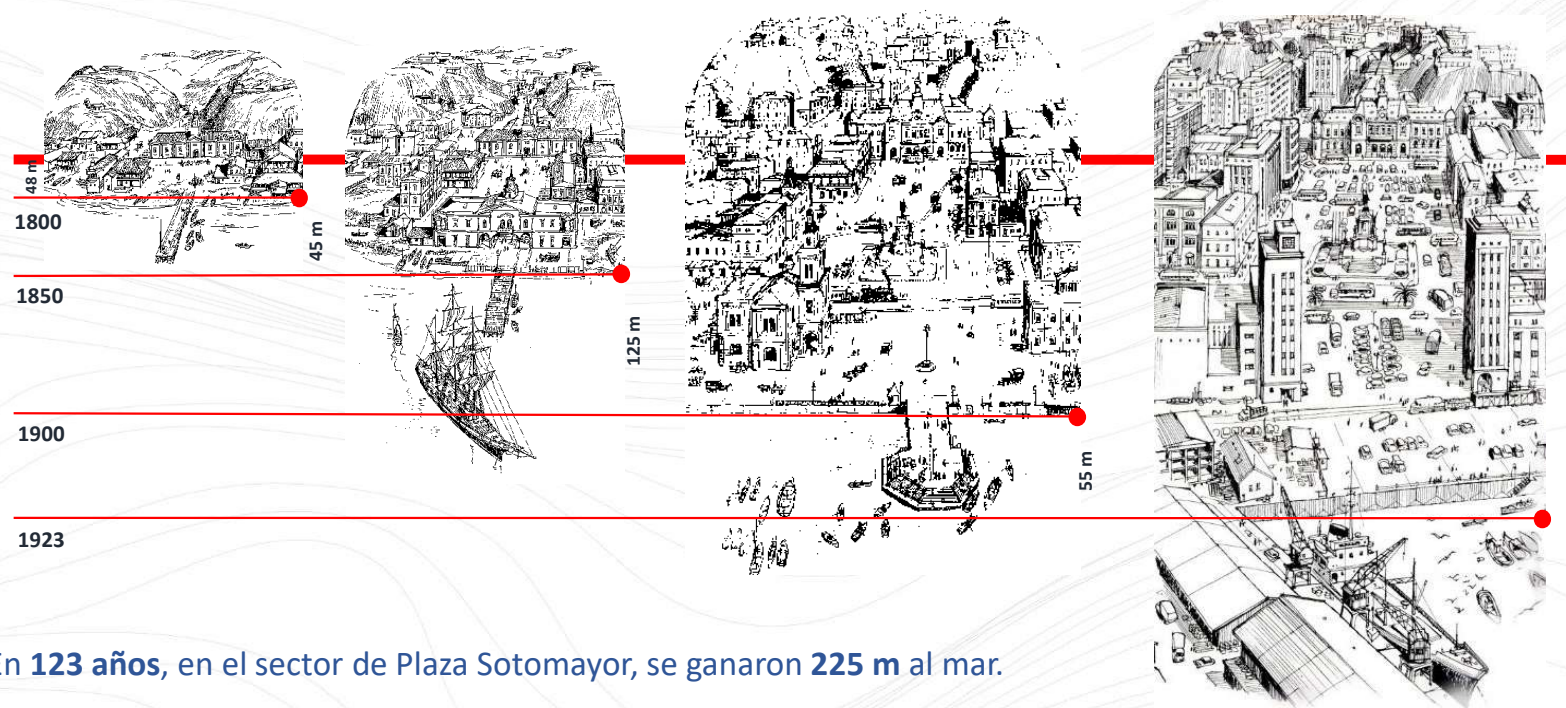 48 m
1800
45 m
1850
125 m
1900
55 m
1923
En 123 años, en el sector de Plaza Sotomayor, se ganaron 225 m al mar.